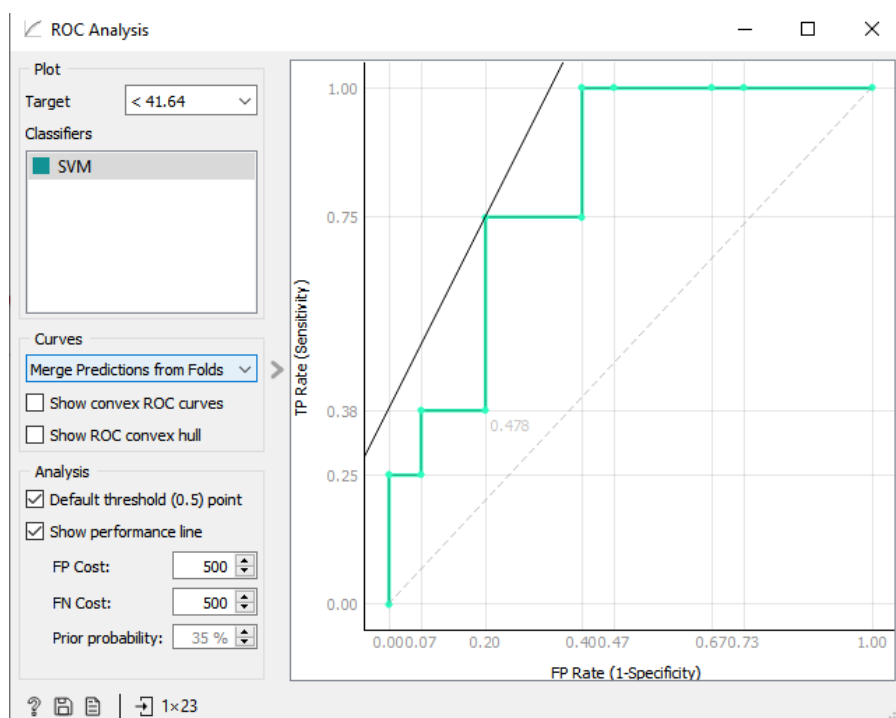 ROC Analysis
Plot
Target < 41.64
Classifiers
SVM
Curves
Merge Predictions from Folds
Show convex ROC curves
Show ROC convex hull
Analysis
Default threshold (0.5) point
Show performance line
FP Cost: 500
FN Cost: 500
Prior probability: 35 %
1×23
TP Rate (Sensitivity)
1.00
0.75
0.38
0.25
0.00
0.478
0.00 0.07 0.20 0.40 0.47 0.67 0.73 1.00
FP Rate (1-Specificity)